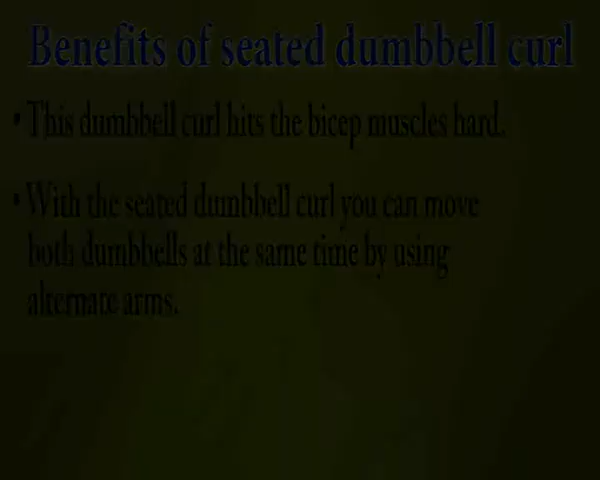 Benefits of seated dumbbell curl
• This dumbbell curl hits the bicep muscles hard.
• With the seated dumbbell curl you can move
both dumbbells at the same time by using
alternate arms.